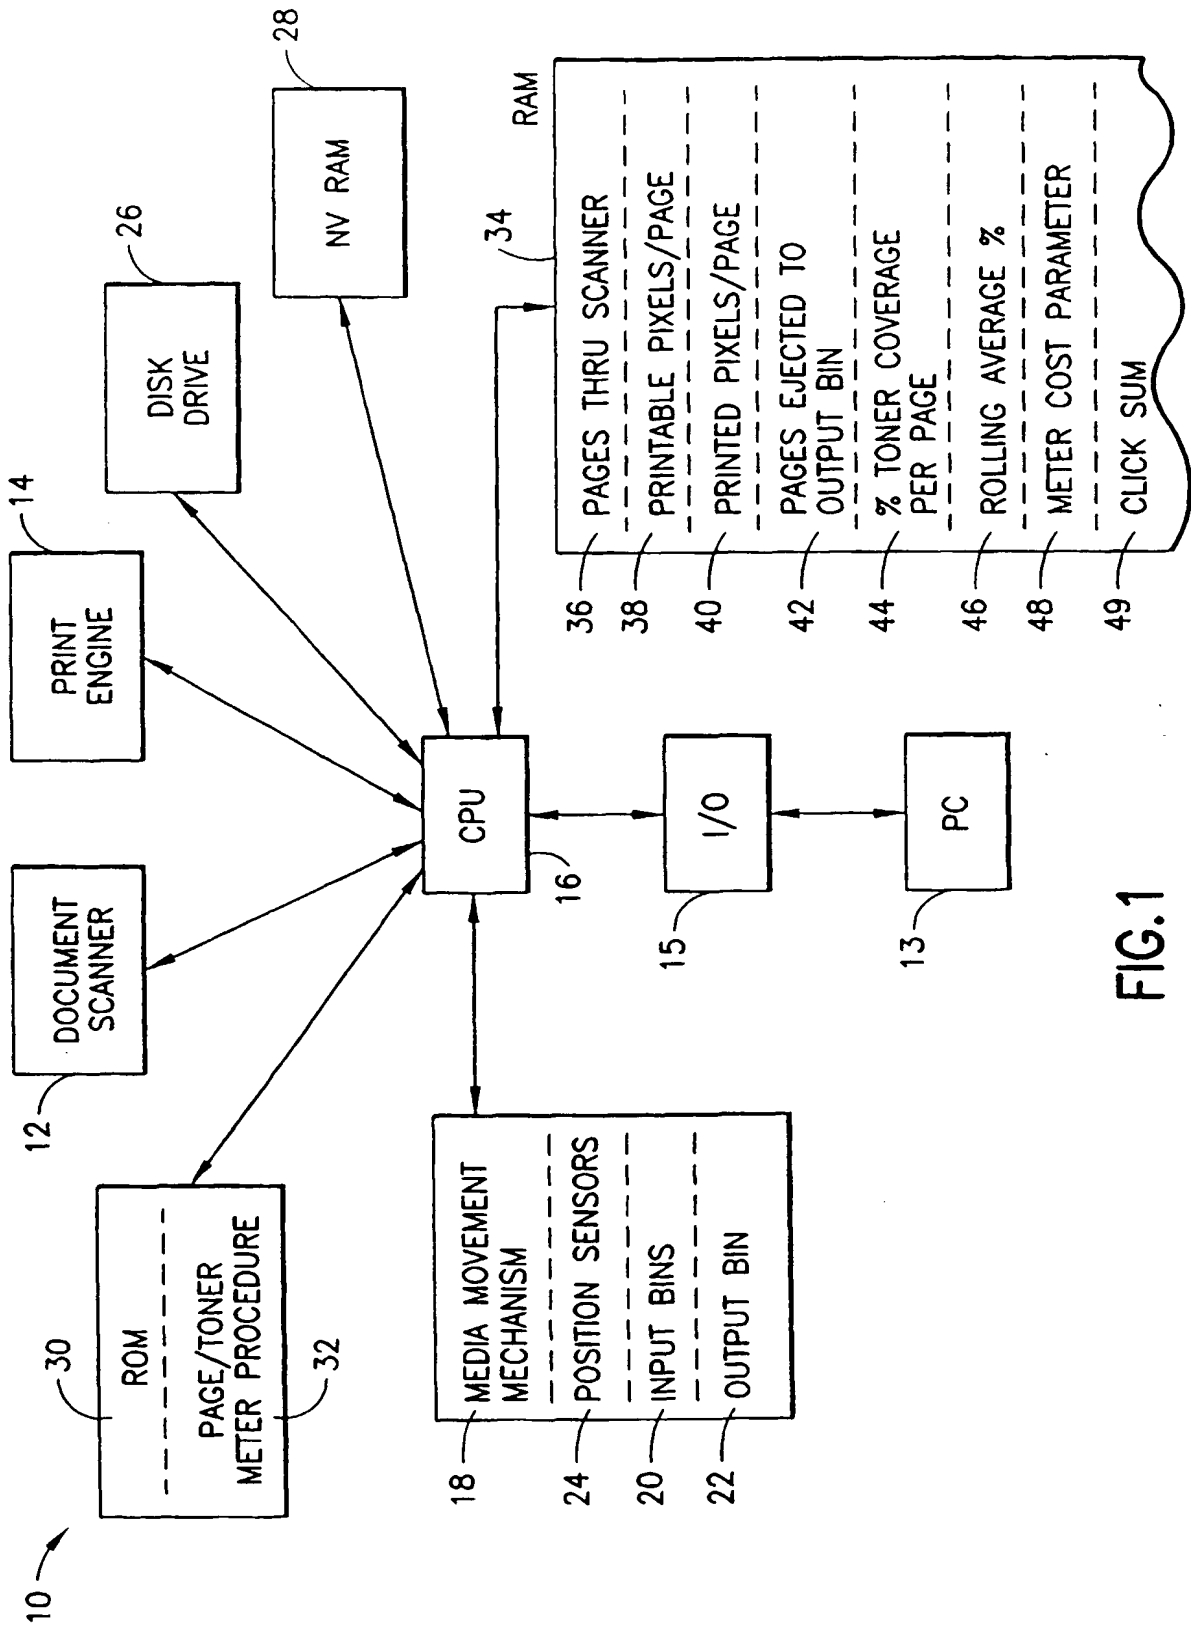 10
30
ROM
PAGE/TONER
METER PROCEDURE
32
12
DOCUMENT
SCANNER
14
PRINT
ENGINE
26
DISK
DRIVE
28
NV RAM
CPU
16
18
MEDIA MOVEMENT
MECHANISM
24
POSITION SENSORS
20
INPUT BINS
22
OUTPUT BIN
15
I/O
13
PC
34
RAM
36
PAGES THRU SCANNER
38
PRINTABLE PIXELS/PAGE
40
PRINTED PIXELS/PAGE
42
PAGES EJECTED TO
OUTPUT BIN
44
% TONER COVERAGE
PER PAGE
46
ROLLING AVERAGE %
48
METER COST PARAMETER
49
CLICK SUM
FIG.1